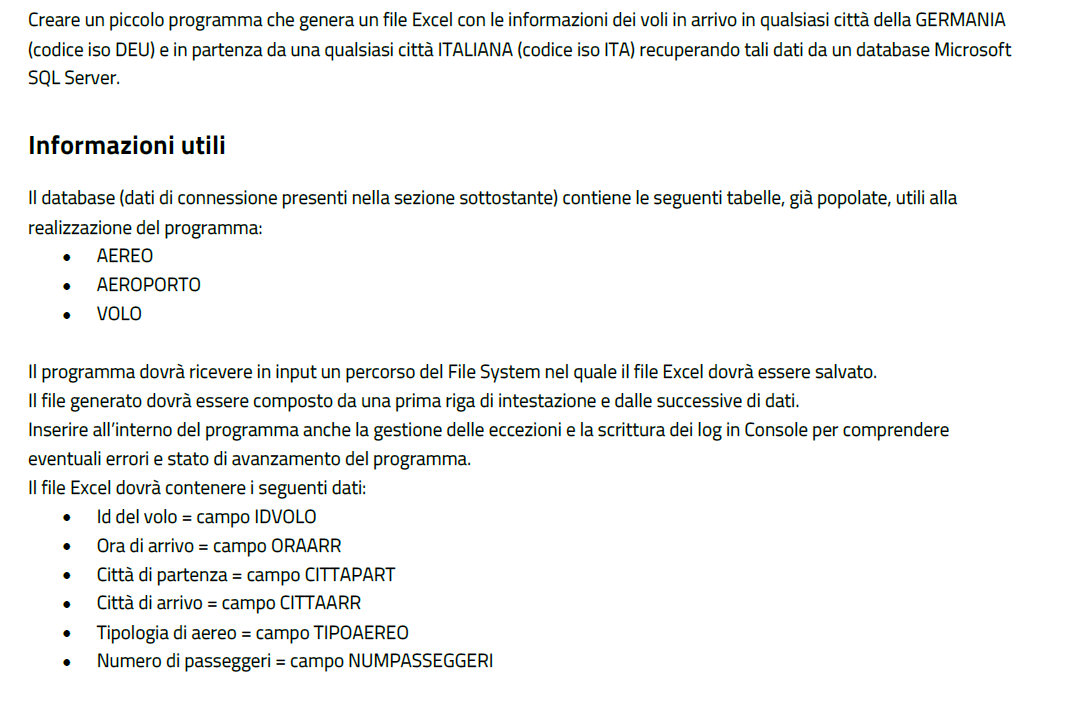 Creare un piccolo programma che genera un file Excel con le informazioni dei voli in arrivo in qualsiasi città della GERMANIA
(codice iso DEU) e in partenza da una qualsiasi città ITALIANA (codice iso ITA) recuperando tali dati da un database Microsoft
SQL Server.
Informazioni utili
Il database (dati di connessione presenti nella sezione sottostante) contiene le seguenti tabelle, già popolate, utili alla
realizzazione del programma:
• AEREO
• AEROPORTO
• VOLO
Il programma dovrà ricevere in input un percorso del File System nel quale il file Excel dovrà essere salvato.
Il file generato dovrà essere composto da una prima riga di intestazione e dalle successive di dati.
Inserire all’interno del programma anche la gestione delle eccezioni e la scrittura dei log in Console per comprendere
eventuali errori e stato di avanzamento del programma.
Il file Excel dovrà contenere i seguenti dati:
• Id del volo = campo IDVOLO
• Ora di arrivo = campo ORAARR
• Città di partenza = campo CITTAPART
• Città di arrivo = campo CITTAARR
• Tipologia di aereo = campo TIPOAEREO
• Numero di passeggeri = campo NUMPASSEGGERI